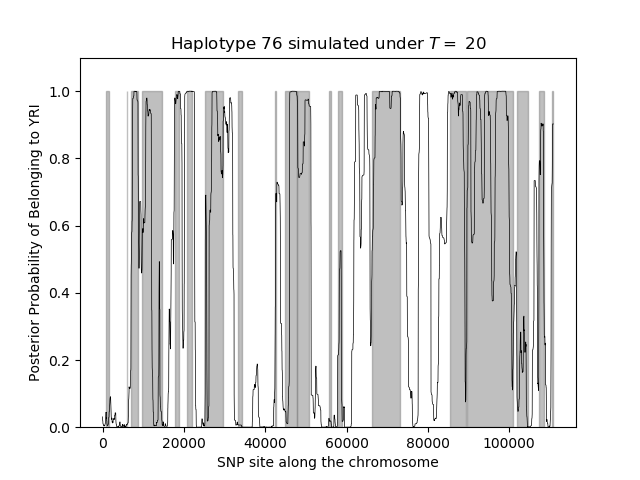 Haplotype 76 simulated under T = 20
Posterior Probability of Belonging to YRI
1.0
0.8
0.6
0.4
0.2
0.0
0 20000 40000 60000 80000 100000
SNP site along the chromosome